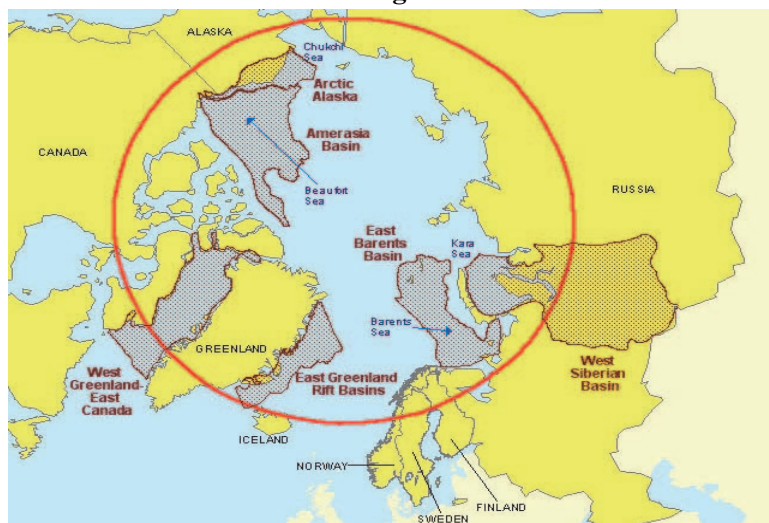 ALASKA
Chukchi
Sea
Arctic
Alaska
Amerasia
Basin
CANADA
Beaufort
Sea
RUSSIA
East
Barents
Basin
Kara
Sea
Barents
Sea
GREENLAND
West
Greenland-
East
Canada
East Greenland
Rift Basins
West
Siberian
Basin
ICELAND
NORWAY
FINLAND
SWEDEN